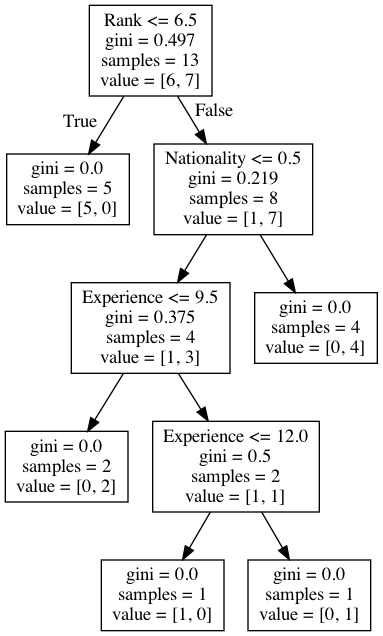 Rank <= 6.5
gini = 0.497
samples = 13
value = [6, 7]
True
False
gini = 0.0
samples = 5
value = [5, 0]
Nationality <= 0.5
gini = 0.219
samples = 8
value = [1, 7]
Experience <= 9.5
gini = 0.375
samples = 4
value = [1, 3]
gini = 0.0
samples = 4
value = [0, 4]
gini = 0.0
samples = 2
value = [0, 2]
Experience <= 12.0
gini = 0.5
samples = 2
value = [1, 1]
gini = 0.0
samples = 1
value = [1, 0]
gini = 0.0
samples = 1
value = [0, 1]